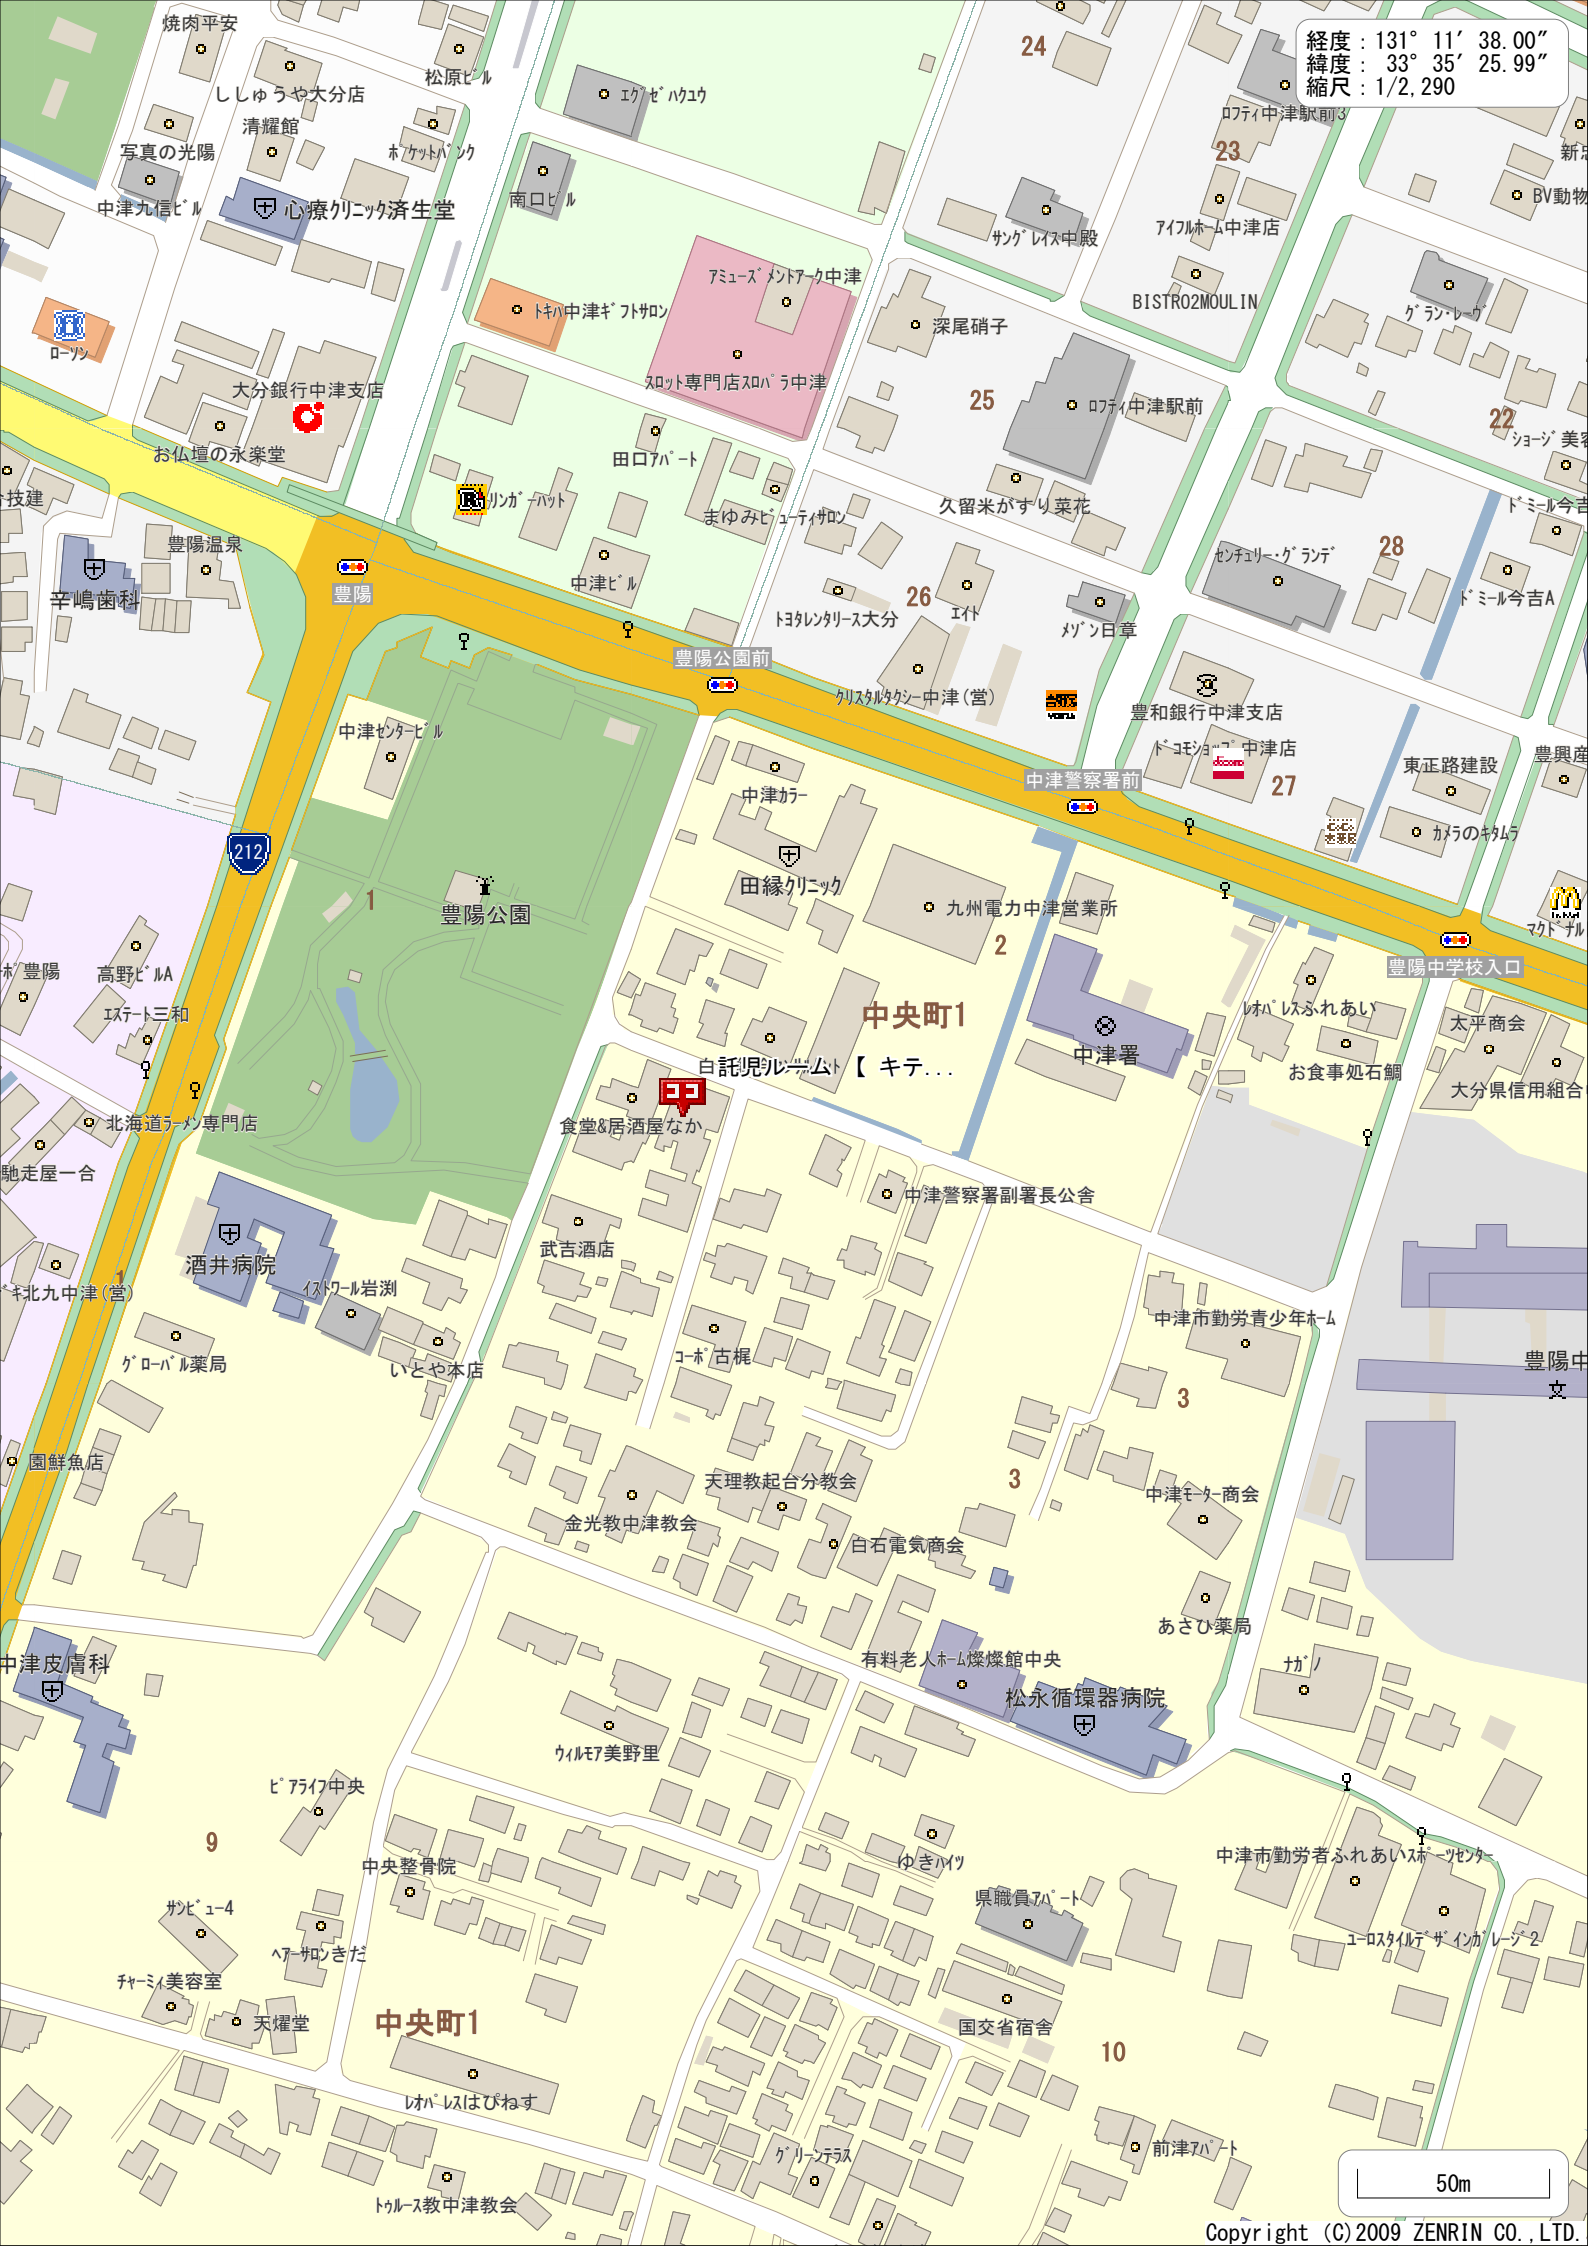 経度：131° 11′ 38.00″
緯度： 33° 35′ 25.99″
縮尺：1/2,290
焼肉平安
松原ビル
ししゅうや大分店
エグゼハクユウ
24
ロフティ中津駅前3
清耀館
写真の光陽
ポケットバンク
23
中津九信ビル
心療クリニック済生堂
南口ビル
サングレイス中殿
アイフルホーム中津店
BV動物
アミューズメントアーク中津
BISTRO2MOULIN
トキハ中津ギフトサロン
グラン・レーヴ
深尾硝子
ローソン
スロット専門店スロパラ中津
大分銀行中津支店
25
ロフティ中津駅前
22
お仏壇の永楽堂
ショージ美容
田口アパート
技建
リンガーハット
まゆみビューティサロン
久留米がすり菜花
ドミール今吉
豊陽温泉
センチュリー・グランデ
28
中津ビル
豊陽
辛嶋歯科
26
エイト
ドミール今吉A
トヨタレンタリース大分
メゾン日章
豊陽公園前
クリスタルタクシー中津(営)
豊和銀行中津支店
中津センタービル
ドコモショップ中津店
docomo
豊興産
東正路建設
中津警察署前
27
中津カラー
カメラのキタムラ
212
田縁クリニック
1
豊陽公園
九州電力中津営業所
2
マクドナル
豊陽中学校入口
ポ豊陽
高野ビルA
エステート三和
中央町1
レオパレスふれあい
太平商会
中津署
託児ルーム 【 キテ...
お食事処石鯛
大分県信用組合
ココ
北海道ラーメン専門店
食堂&居酒屋なか
馳走屋一合
中津警察署副署長公舎
武吉酒店
酒井病院
1
キ北九中津(営)
イストワール岩渕
中津市勤労青少年ホーム
グローバル薬局
いとや本店
コーポ古梶
豊陽中
3
園鮮魚店
3
天理教起台分教会
中津モーター商会
金光教中津教会
白石電気商会
あさひ薬局
中津皮膚科
有料老人ホーム燦燦館中央
ナガノ
松永循環器病院
ウィルモア美野里
ピアライフ中央
9
ゆきハイツ
中津市勤労者ふれあいスポーツセンター
中央整骨院
県職員アパート
サンビュー4
ヘアーサロンきだ
ユーロスタイルデザインガレージ2
チャーミィ美容室
天燿堂
中央町1
国交省宿舎
10
レオパレスはぴねす
前津アパート
グリーンテラス
トゥルース教中津教会
50m
Copyright (C)2009 ZENRIN CO.,LTD.